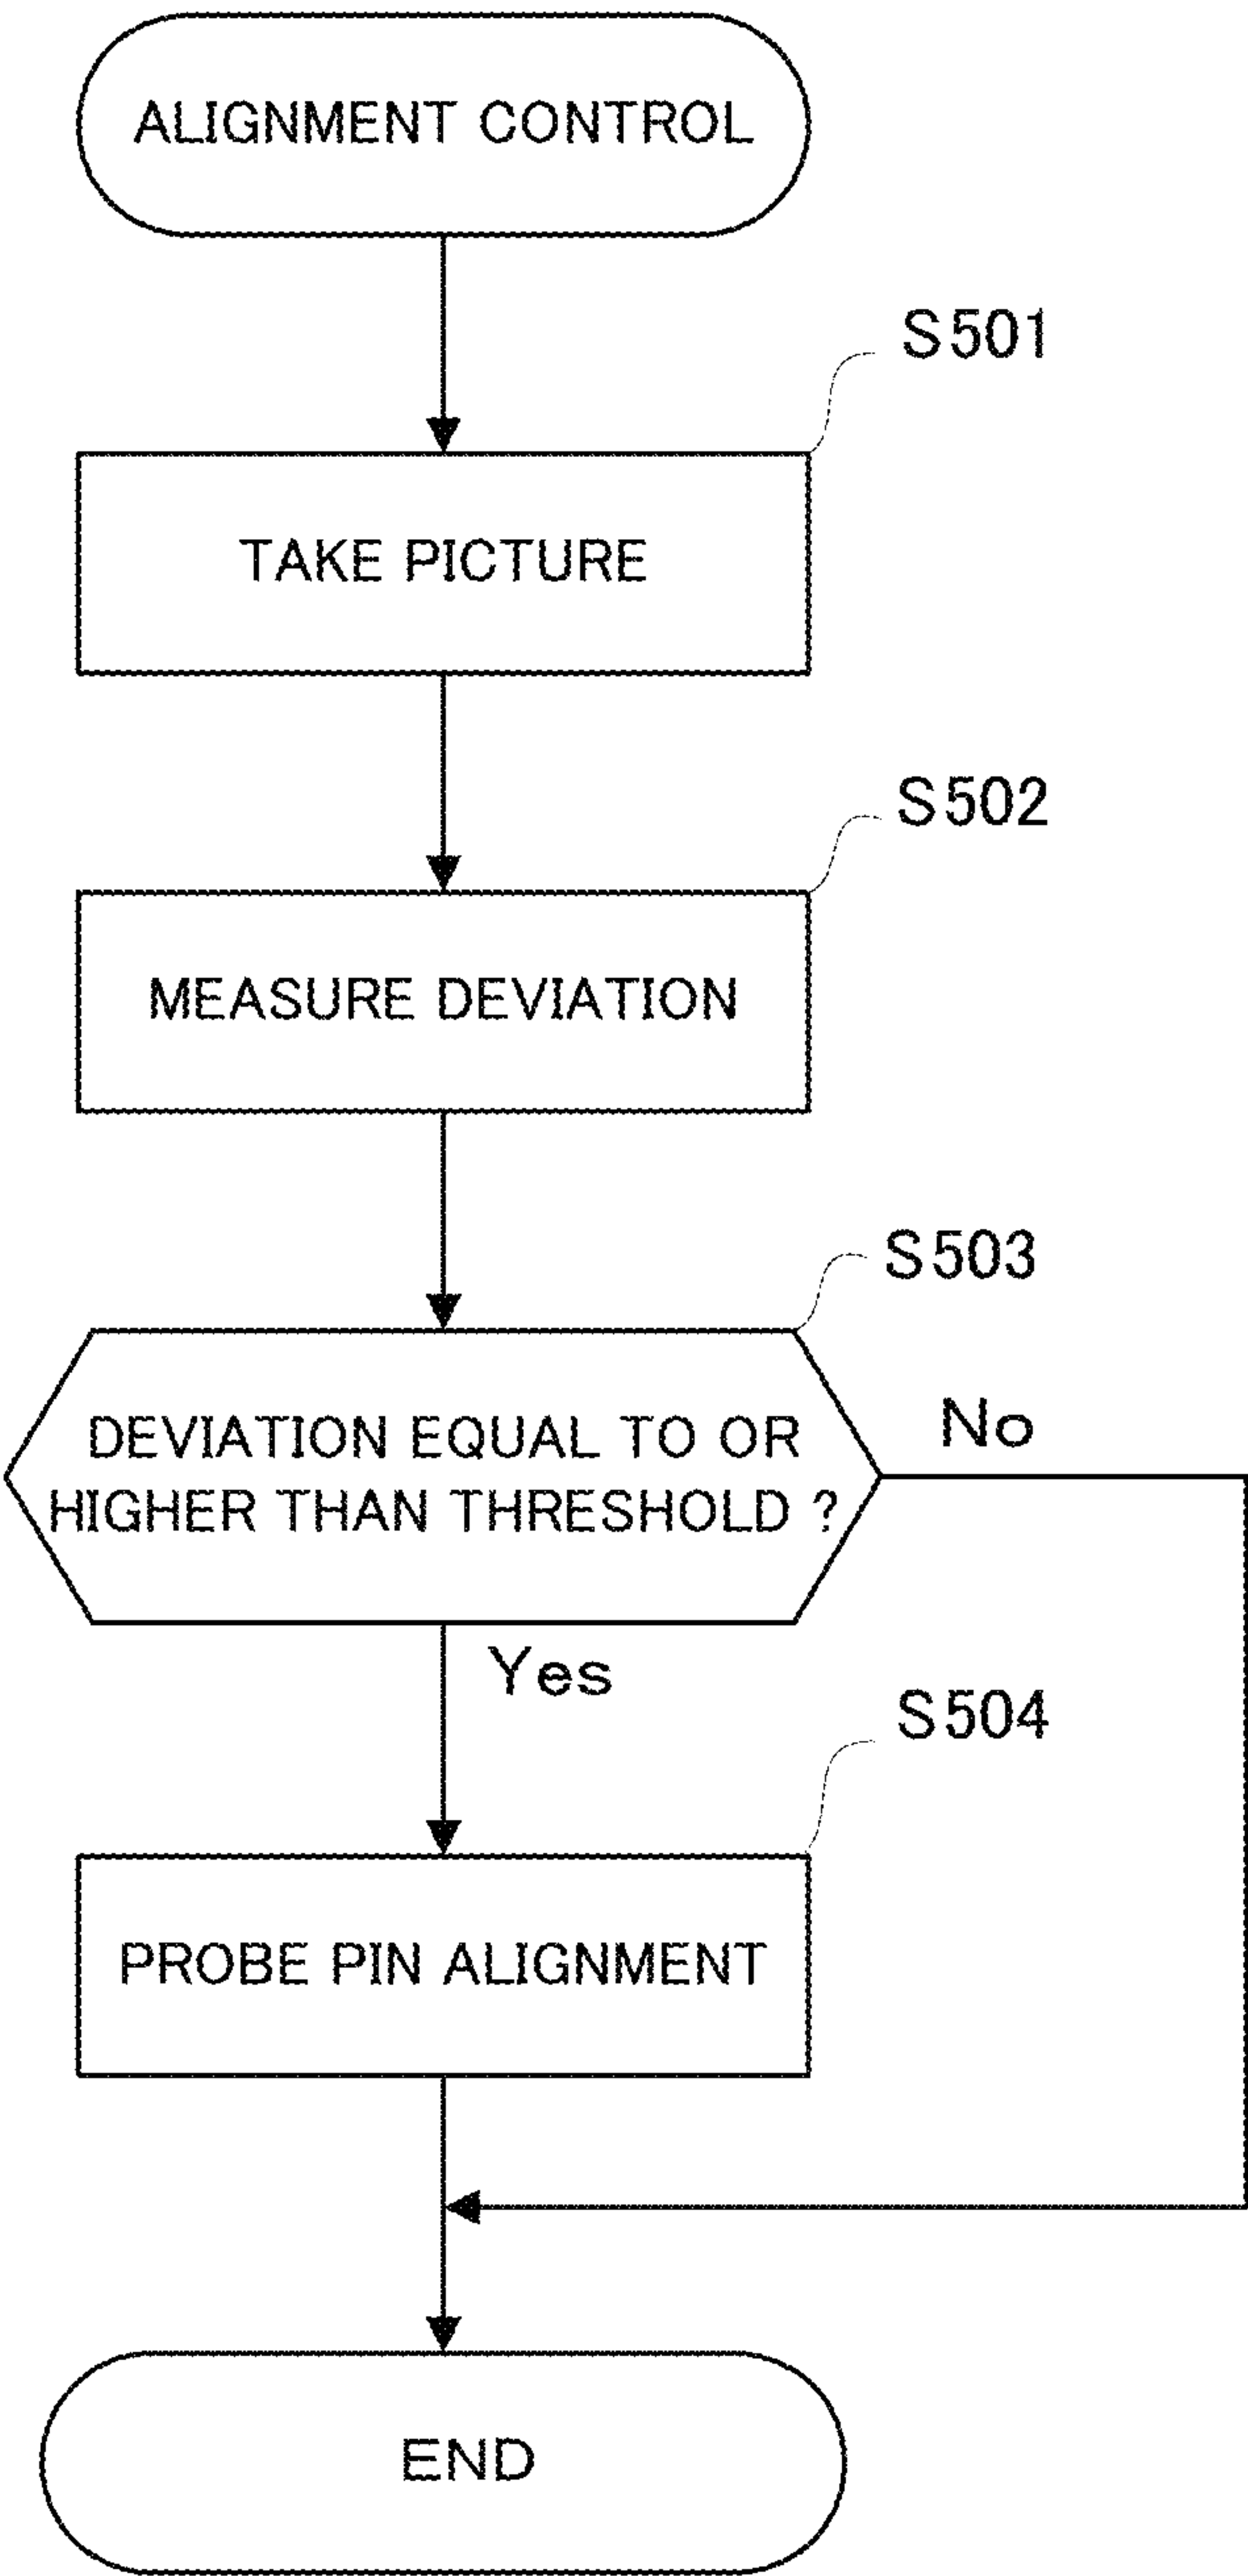 ALIGNMENT CONTROL
S501
TAKE PICTURE
S502
MEASURE DEVIATION
S503
DEVIATION EQUAL TO OR
HIGHER THAN THRESHOLD ?
No
Yes
S504
PROBE PIN ALIGNMENT
END